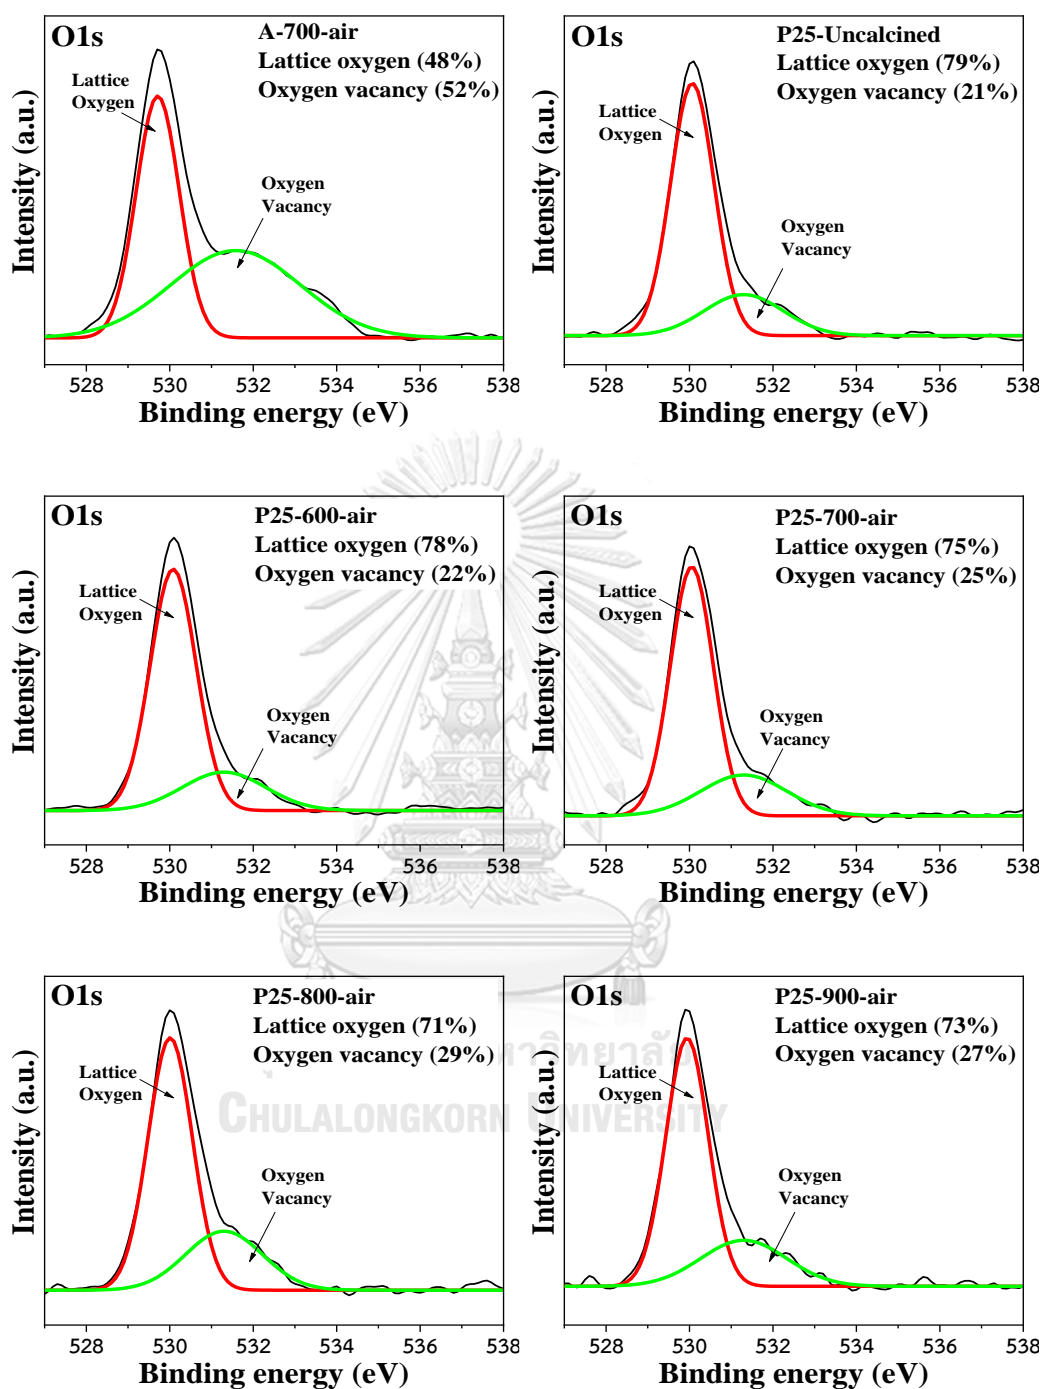 O1s
A-700-air
Lattice oxygen (48%)
Oxygen vacancy (52%)
Lattice
Oxygen
Oxygen
Vacancy
Intensity (a.u.)
528 530 532 534 536 538
Binding energy (eV)
O1s
P25-Uncalcined
Lattice oxygen (79%)
Oxygen vacancy (21%)
Lattice
Oxygen
Oxygen
Vacancy
Intensity (a.u.)
528 530 532 534 536 538
Binding energy (eV)
O1s
P25-600-air
Lattice oxygen (78%)
Oxygen vacancy (22%)
Lattice
Oxygen
Oxygen
Vacancy
Intensity (a.u.)
528 530 532 534 536 538
Binding energy (eV)
O1s
P25-700-air
Lattice oxygen (75%)
Oxygen vacancy (25%)
Lattice
Oxygen
Oxygen
Vacancy
Intensity (a.u.)
528 530 532 534 536 538
Binding energy (eV)
O1s
P25-800-air
Lattice oxygen (71%)
Oxygen vacancy (29%)
Lattice
Oxygen
Oxygen
Vacancy
Intensity (a.u.)
528 530 532 534 536 538
Binding energy (eV)
O1s
P25-900-air
Lattice oxygen (73%)
Oxygen vacancy (27%)
Lattice
Oxygen
Oxygen
Vacancy
Intensity (a.u.)
528 530 532 534 536 538
Binding energy (eV)
CHULALONGKORN UNIVERSITY